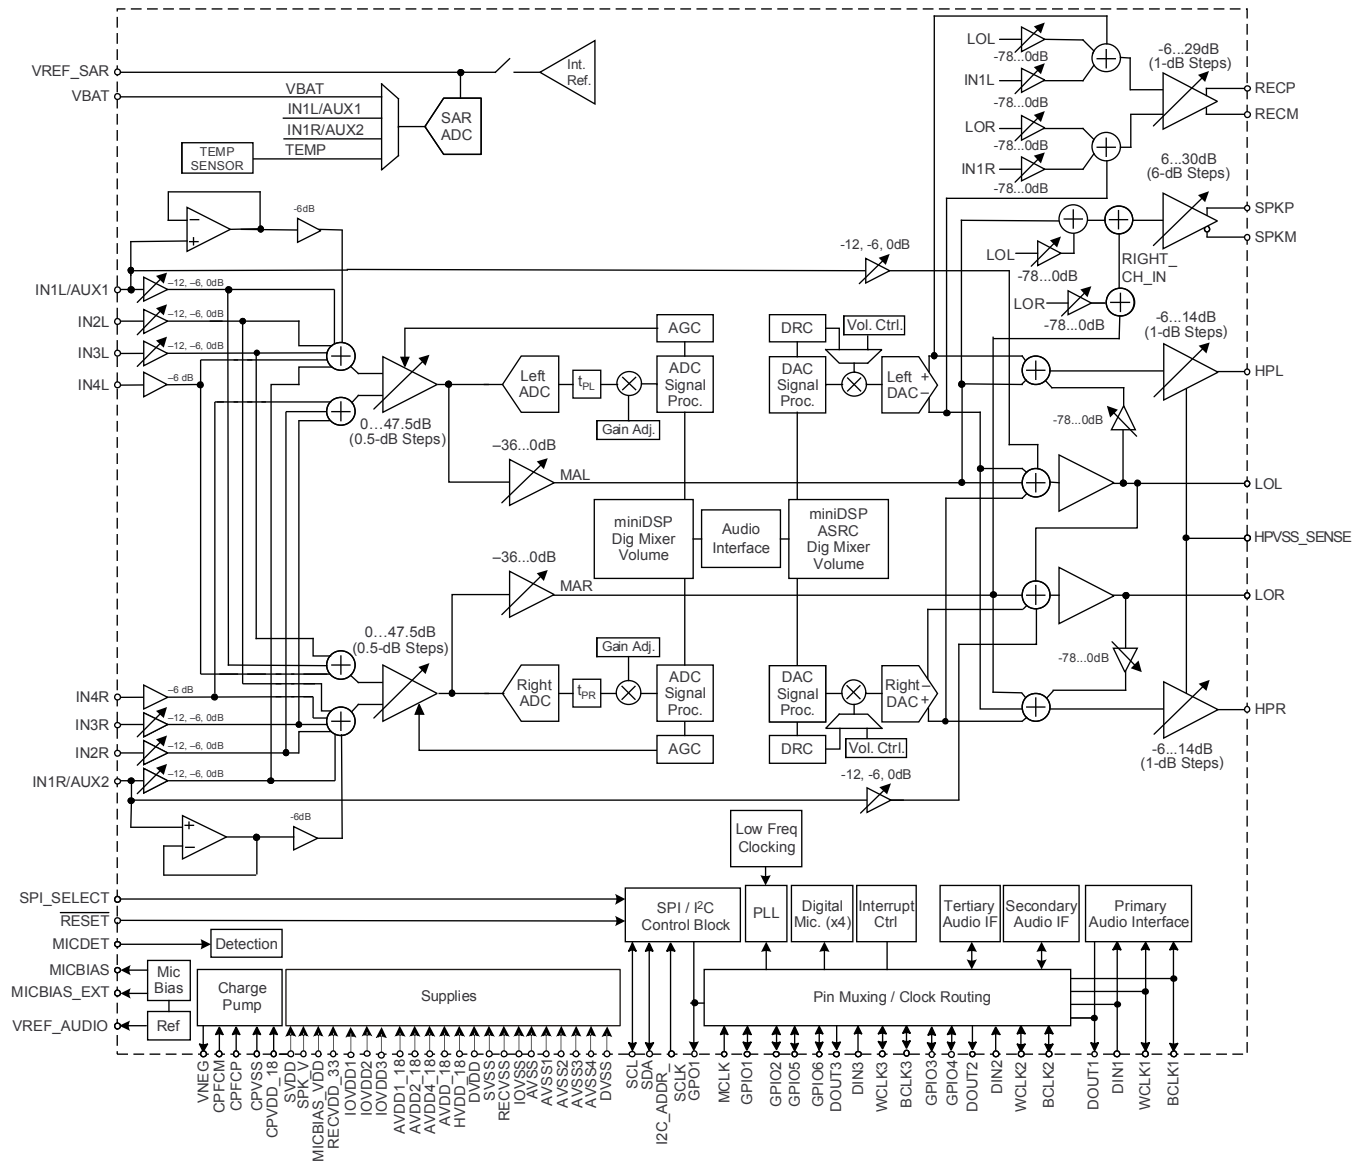 VREF_SAR
VBAT
VBAT
IN1L/AUX1
IN1R/AUX2
TEMP
TEMP
SENSOR
SAR
ADC
Int.
Ref.
LOL
-78...0dB
IN1L
-78...0dB
LOR
-78...0dB
IN1R
-78...0dB
-6...29dB
(1-dB Steps)
RECP
RECM
6...30dB
(6-dB Steps)
SPKP
SPKM
LOL
-78...0dB
RIGHT_
CH_IN
LOR
-78...0dB
-6dB
-12, -6, 0dB
IN1L/AUX1
–12, –6, 0dB
IN2L
–12, –6, 0dB
IN3L
–12, –6, 0dB
IN4L
–6 dB
0...47.5dB
(0.5-dB Steps)
AGC
Left
ADC
tPL
Gain Adj.
ADC
Signal
Proc.
DRC
Vol. Ctrl.
DAC
Signal
Proc.
Left +
DAC –
-6...14dB
(1-dB Steps)
HPL
-78...0dB
–36...0dB
MAL
LOL
miniDSP
Dig Mixer
Volume
Audio
Interface
miniDSP
ASRC
Dig Mixer
Volume
HPVSS_SENSE
–36...0dB
MAR
LOR
0...47.5dB
(0.5-dB Steps)
Gain Adj.
-78...0dB
IN4R
–6 dB
IN3R
–12, –6, 0dB
IN2R
–12, –6, 0dB
IN1R/AUX2
–12, –6, 0dB
Right
ADC
tPR
ADC
Signal
Proc.
AGC
DAC
Signal
Proc.
DRC
Vol. Ctrl.
Right –
DAC +
HPR
-6...14dB
(1-dB Steps)
-12, -6, 0dB
-6dB
Low Freq
Clocking
SPI_SELECT
RESET
MICDET
Detection
MICBIAS
MICBIAS_EXT
Mic
Bias
VREF_AUDIO
Ref
Charge
Pump
Supplies
SPI / I²C
Control Block
PLL
Digital
Mic. (x4)
Interrupt
Ctrl
Tertiary
Audio IF
Secondary
Audio IF
Primary
Audio Interface
Pin Muxing / Clock Routing
VNEG
CPFCM
CPFCP
CPVSS
CPVDD_18
SVDD
SPK_V
MICBIAS_VDD
RECVDD_33
IOVDD1
IOVDD2
IOVDD3
AVDD1_18
AVDD2_18
AVDD4_18
AVDD_18
HVDD_18
DVDD
SVSS
RECVSS
IOVSS
AVSS
AVSS1
AVSS2
AVSS3
AVSS4
DVSS
SCL
SDA
I2C_ADDR_
SCLK
GPO1
MCLK
GPIO1
GPIO2
GPIO5
GPIO6
DOUT3
DIN3
WCLK3
BCLK3
GPIO3
GPIO4
DOUT2
DIN2
WCLK2
BCLK2
DOUT1
DIN1
WCLK1
BCLK1